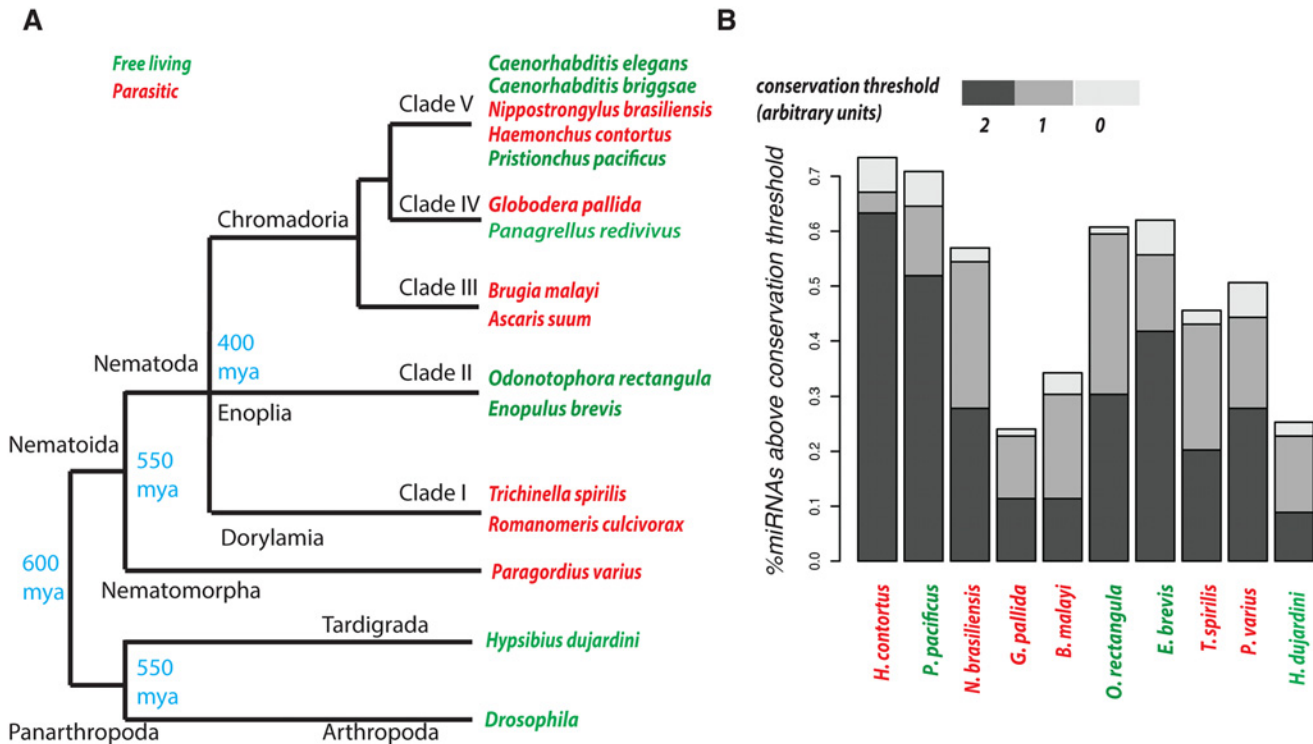 A
Free living
Parasitic
Caenorhabditis elegans
Caenorhabditis briggsae
Clade V
Nippostrongylus brasiliensis
Haemonchus contortus
Pristionchus pacificus
Chromadoria
Clade IV
Globodera pallida
Panagrellus redivivus
Clade III
Brugia malayi
Ascaris suum
400
mya
Nematoda
Clade II
Odonotophora rectangula
Enopulus brevis
Enoplia
Nematoida
550
mya
Clade I
Trichinella spirilis
Romanomeris culcivorax
Dorylamia
600
mya
Nematomorpha
Paragordius varius
Tardigrada
Hypsibius dujardini
550
mya
Panarthropoda
Arthropoda
Drosophila
B
conservation threshold
(arbitrary units)
2 1 0
%miRNAs above conservation threshold
0.7
0.6
0.5
0.4
0.3
0.2
0.1
0.0
H. contortus
P. pacificus
N. brasiliensis
G. pallida
B. malayi
O. rectangula
E. brevis
T. spirilis
P. varius
H. dujardini